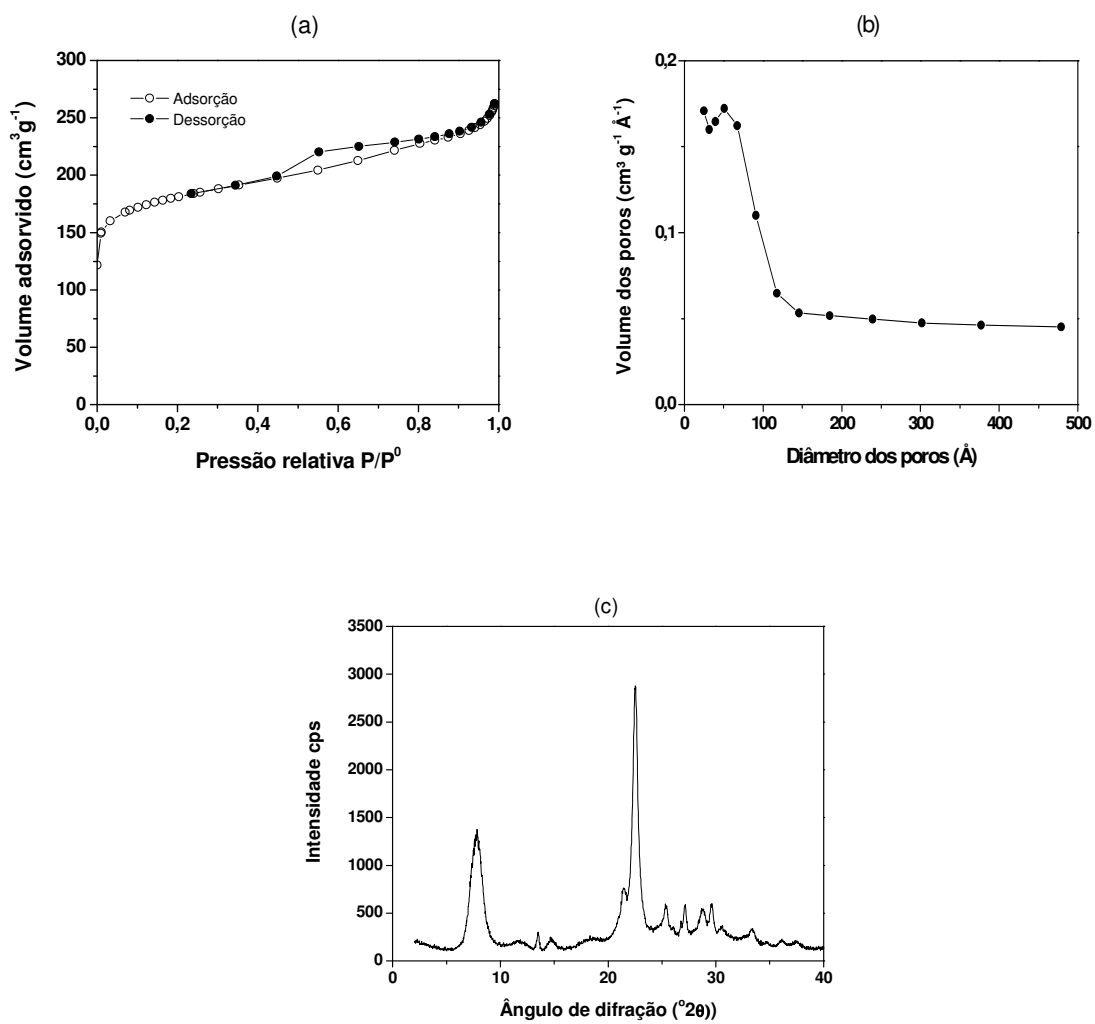 (a)
300
250
200
150
100
50
0
Volume adsorvido (cm³g⁻¹)
Adsorção
Dessorção
0,0 0,2 0,4 0,6 0,8 1,0
Pressão relativa P/P⁰
(b)
0,2
0,1
0,0
Volume dos poros (cm³ g⁻¹ Å⁻¹)
0 100 200 300 400 500
Diâmetro dos poros (Å)
(c)
3500
3000
2500
2000
1500
1000
500
0
Intensidade cps
0 10 20 30 40
Ângulo de difração (°2θ))